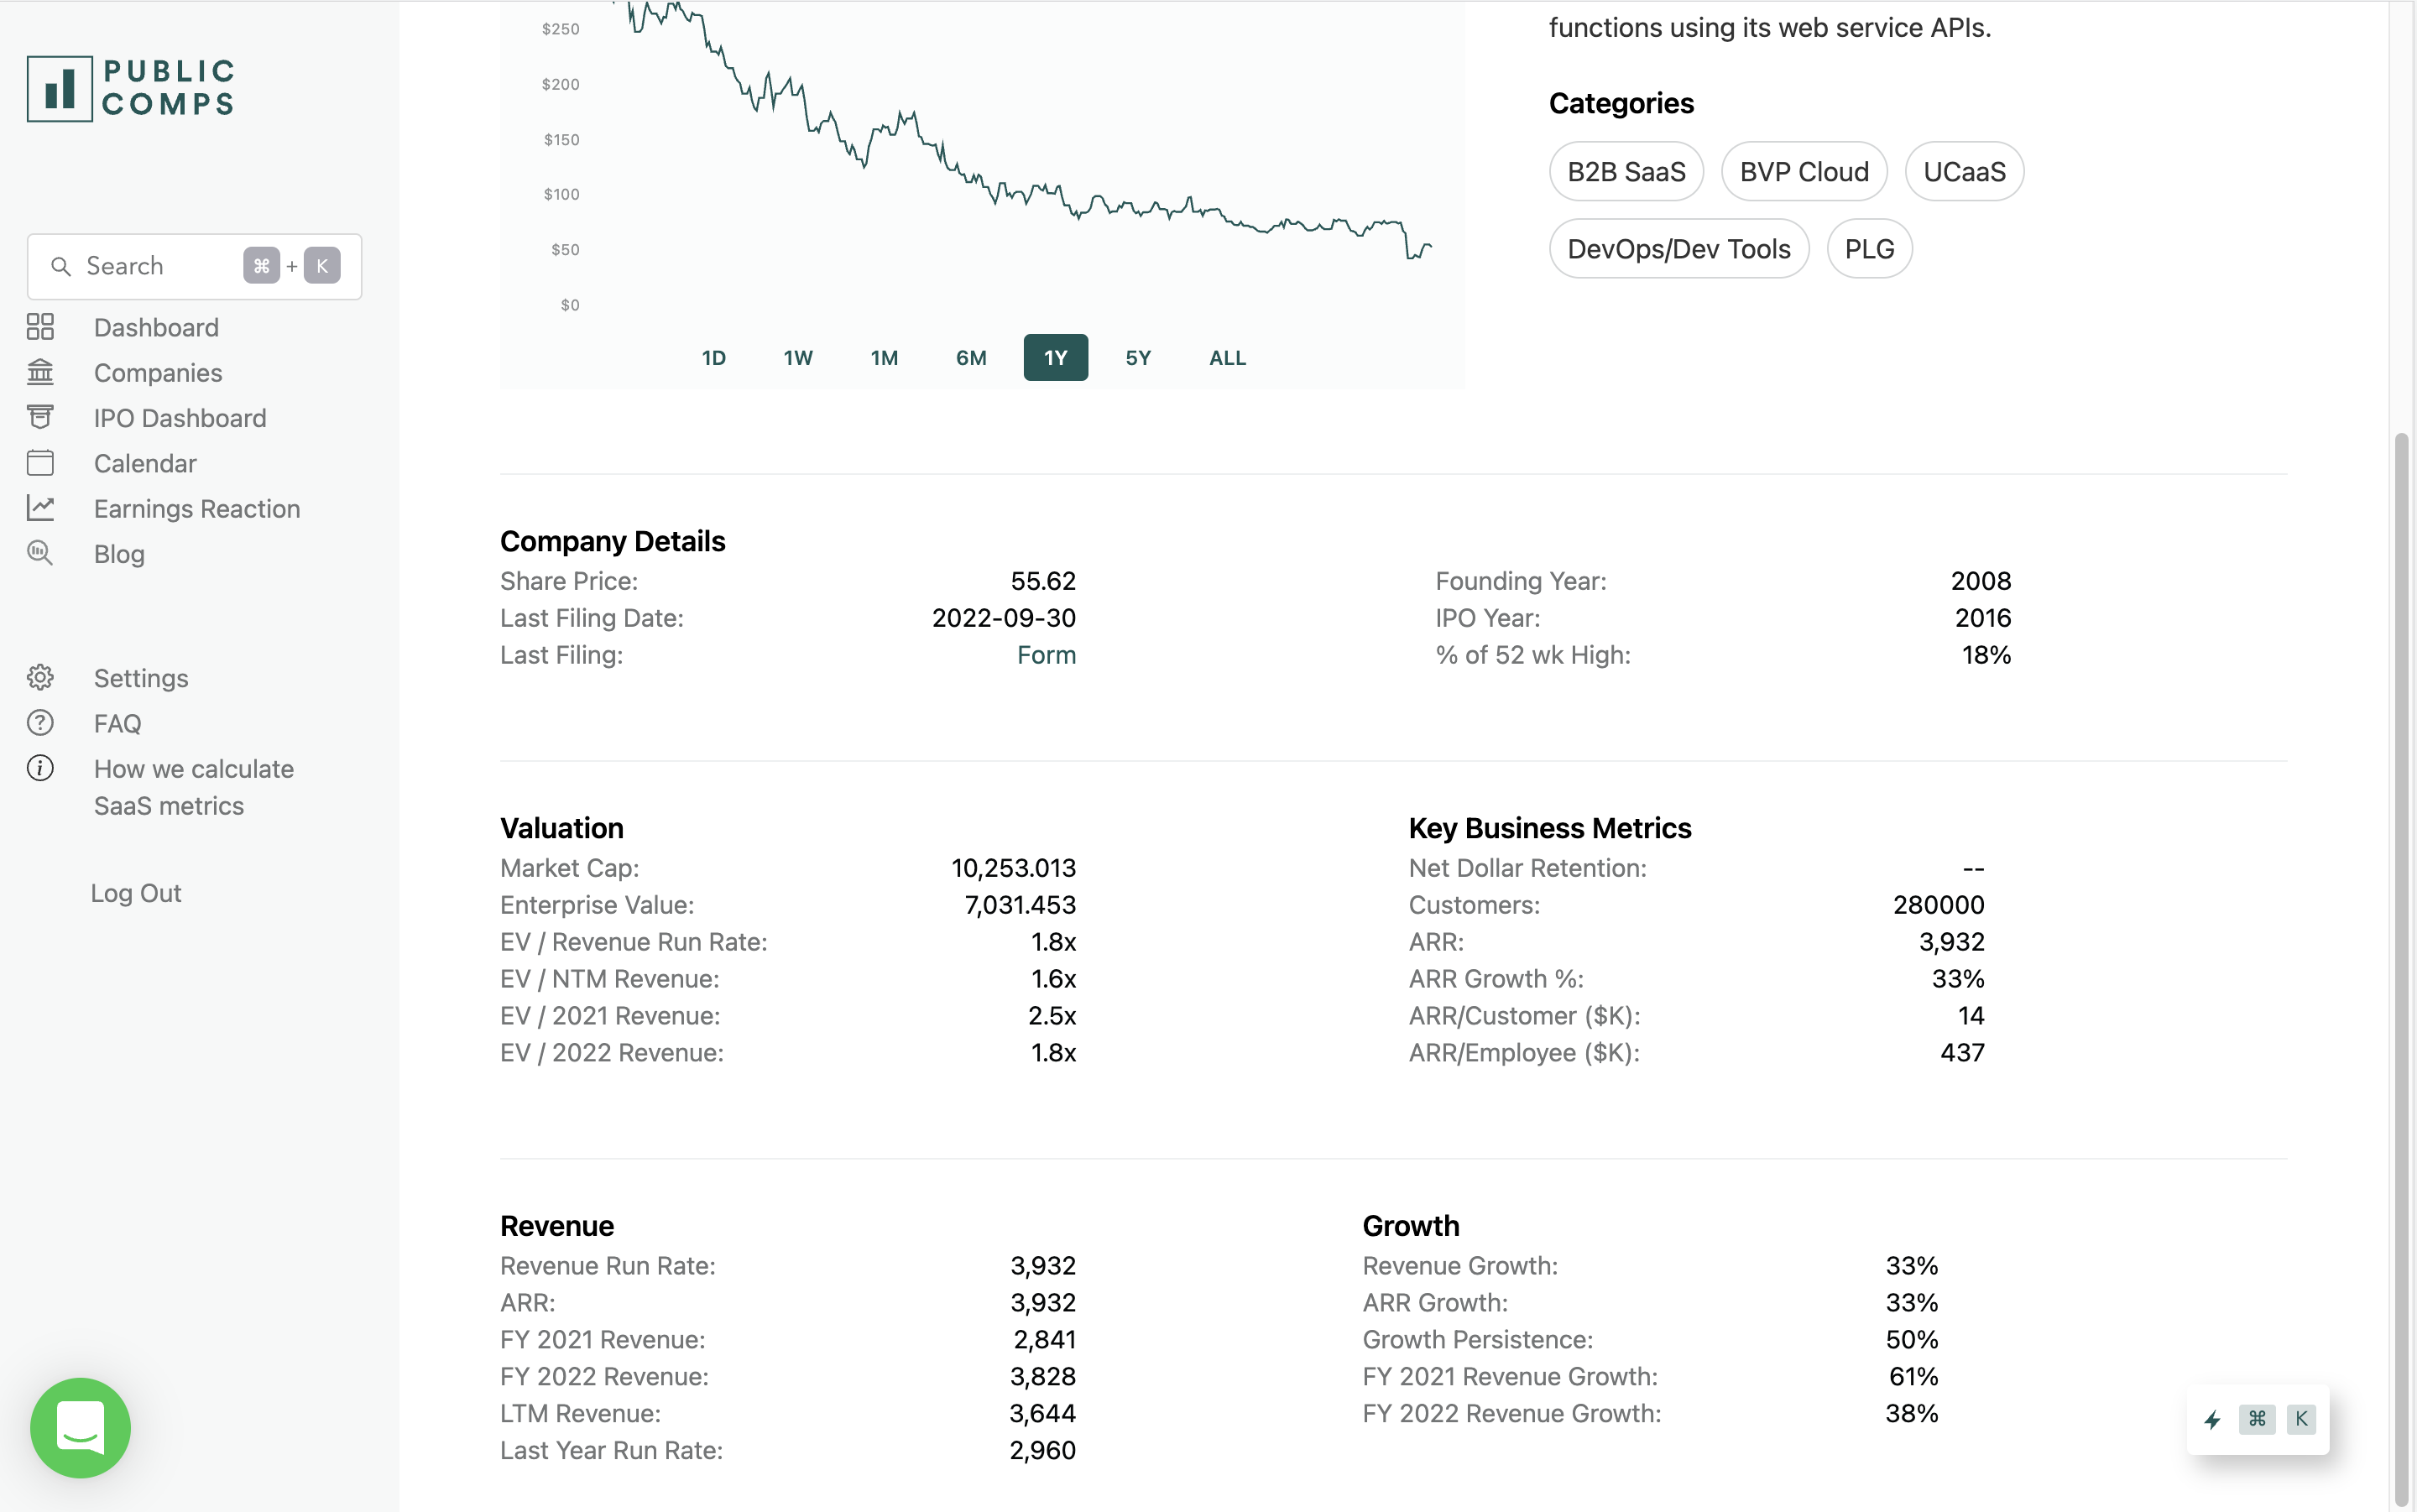 PUBLIC
COMPS
Search ⌘ + K
Dashboard
Companies
IPO Dashboard
Calendar
Earnings Reaction
Blog
Settings
FAQ
How we calculate
SaaS metrics
Log Out
$250
$200
$150
$100
$50
$0
1D 1W 1M 6M 1Y 5Y ALL
functions using its web service APIs.
Categories
B2B SaaS BVP Cloud UCaaS
DevOps/Dev Tools PLG
Company Details
Share Price: 55.62
Last Filing Date: 2022-09-30
Last Filing: Form
Founding Year: 2008
IPO Year: 2016
% of 52 wk High: 18%
Valuation
Market Cap: 10,253.013
Enterprise Value: 7,031.453
EV / Revenue Run Rate: 1.8x
EV / NTM Revenue: 1.6x
EV / 2021 Revenue: 2.5x
EV / 2022 Revenue: 1.8x
Key Business Metrics
Net Dollar Retention: --
Customers: 280000
ARR: 3,932
ARR Growth %: 33%
ARR/Customer ($K): 14
ARR/Employee ($K): 437
Revenue
Revenue Run Rate: 3,932
ARR: 3,932
FY 2021 Revenue: 2,841
FY 2022 Revenue: 3,828
LTM Revenue: 3,644
Last Year Run Rate: 2,960
Growth
Revenue Growth: 33%
ARR Growth: 33%
Growth Persistence: 50%
FY 2021 Revenue Growth: 61%
FY 2022 Revenue Growth: 38%
⌘ K